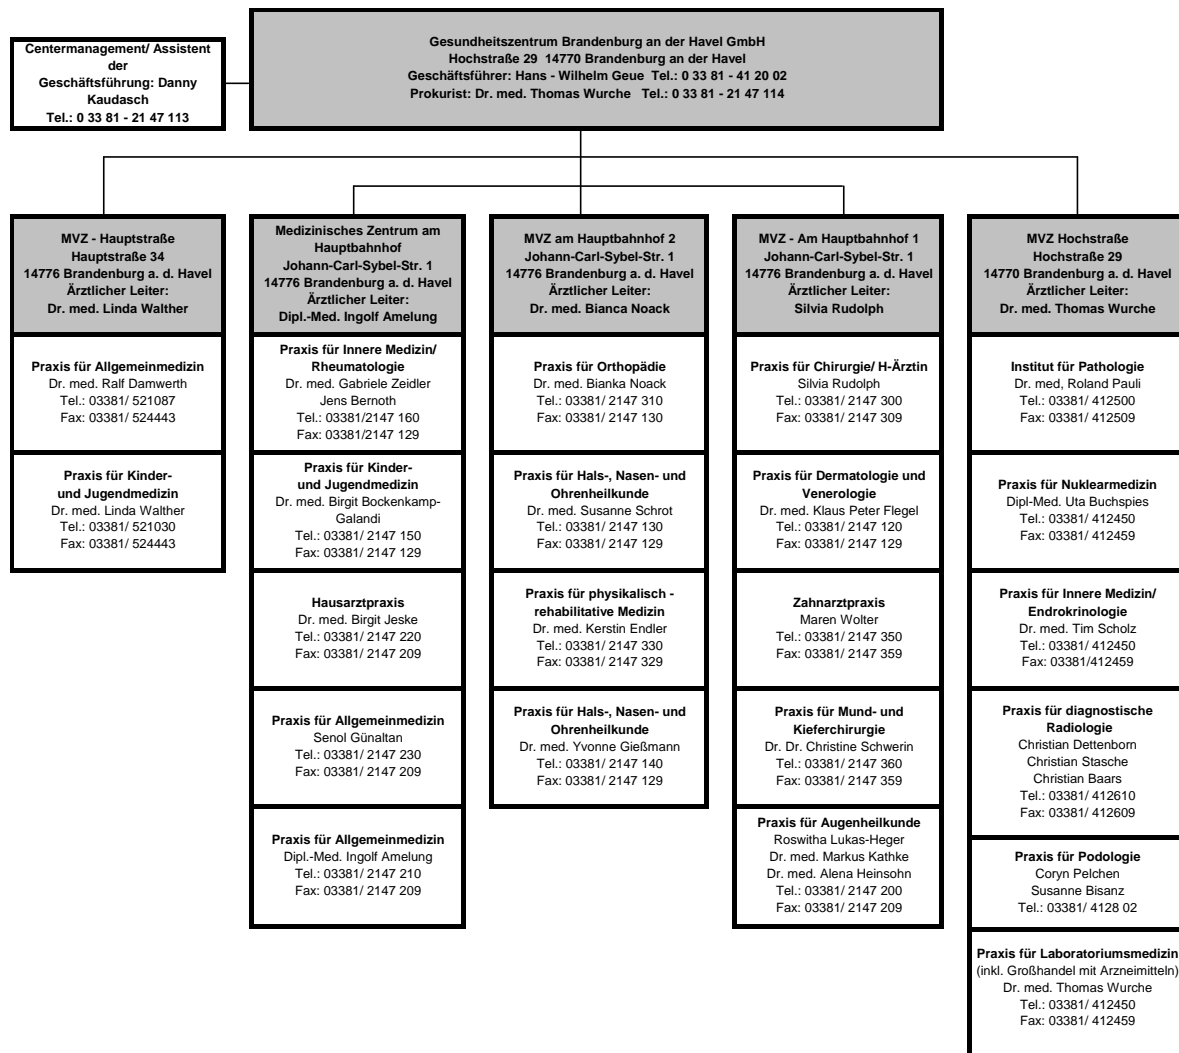 Centermanagement/ Assistent
der
Geschäftsführung: Danny
Kaudasch
Tel.: 0 33 81 - 21 47 113
Gesundheitszentrum Brandenburg an der Havel GmbH
Hochstraße 29  14770 Brandenburg an der Havel
Geschäftsführer: Hans - Wilhelm Geue  Tel.: 0 33 81 - 41 20 02
Prokurist: Dr. med. Thomas Wurche   Tel.: 0 33 81 - 21 47 114
MVZ - Hauptstraße
Hauptstraße 34
14776 Brandenburg a. d. Havel
Ärztlicher Leiter:
Dr. med. Linda Walther
Praxis für Allgemeinmedizin
Dr. med. Ralf Damwerth
Tel.: 03381/ 521087
Fax: 03381/ 524443
Praxis für Kinder-
und Jugendmedizin
Dr. med. Linda Walther
Tel.: 03381/ 521030
Fax: 03381/ 524443
Medizinisches Zentrum am
Hauptbahnhof
Johann-Carl-Sybel-Str. 1
14776 Brandenburg a. d. Havel
Ärztlicher Leiter:
Dipl.-Med. Ingolf Amelung
Praxis für Innere Medizin/
Rheumatologie
Dr. med. Gabriele Zeidler
Jens Bernoth
Tel.: 03381/2147 160
Fax: 03381/2147 129
Praxis für Kinder-
und Jugendmedizin
Dr. med. Birgit Bockenkamp-
Galandi
Tel.: 03381/ 2147 150
Fax: 03381/ 2147 129
Hausarztpraxis
Dr. med. Birgit Jeske
Tel.: 03381/ 2147 220
Fax: 03381/ 2147 209
Praxis für Allgemeinmedizin
Senol Günaltan
Tel.: 03381/ 2147 230
Fax: 03381/ 2147 209
Praxis für Allgemeinmedizin
Dipl.-Med. Ingolf Amelung
Tel.: 03381/ 2147 210
Fax: 03381/ 2147 209
MVZ am Hauptbahnhof 2
Johann-Carl-Sybel-Str. 1
14776 Brandenburg a. d. Havel
Ärztlicher Leiter:
Dr. med. Bianca Noack
Praxis für Orthopädie
Dr. med. Bianka Noack
Tel.: 03381/ 2147 310
Fax: 03381/ 2147 130
Praxis für Hals-, Nasen- und
Ohrenheilkunde
Dr. med. Susanne Schrot
Tel.: 03381/ 2147 130
Fax: 03381/ 2147 129
Praxis für physikalisch -
rehabilitative Medizin
Dr. med. Kerstin Endler
Tel.: 03381/ 2147 330
Fax: 03381/ 2147 329
Praxis für Hals-, Nasen- und
Ohrenheilkunde
Dr. med. Yvonne Gießmann
Tel.: 03381/ 2147 140
Fax: 03381/ 2147 129
MVZ - Am Hauptbahnhof 1
Johann-Carl-Sybel-Str. 1
14776 Brandenburg a. d. Havel
Ärztlicher Leiter:
Silvia Rudolph
Praxis für Chirurgie/ H-Ärztin
Silvia Rudolph
Tel.: 03381/ 2147 300
Fax: 03381/ 2147 309
Praxis für Dermatologie und
Venerologie
Dr. med. Klaus Peter Flegel
Tel.: 03381/ 2147 120
Fax: 03381/ 2147 129
Zahnarztpraxis
Maren Wolter
Tel.: 03381/ 2147 350
Fax: 03381/ 2147 359
Praxis für Mund- und
Kieferchirurgie
Dr. Dr. Christine Schwerin
Tel.: 03381/ 2147 360
Fax: 03381/ 2147 359
Praxis für Augenheilkunde
Roswitha Lukas-Heger
Dr. med. Markus Kathke
Dr. med. Alena Heinsohn
Tel.: 03381/ 2147 200
Fax: 03381/ 2147 209
MVZ Hochstraße
Hochstraße 29
14770 Brandenburg a. d. Havel
Ärztlicher Leiter:
Dr. med. Thomas Wurche
Institut für Pathologie
Dr. med, Roland Pauli
Tel.: 03381/ 412500
Fax: 03381/ 412509
Praxis für Nuklearmedizin
Dipl-Med. Uta Buchspies
Tel.: 03381/ 412450
Fax: 03381/ 412459
Praxis für Innere Medizin/
Endrokrinologie
Dr. med. Tim Scholz
Tel.: 03381/ 412450
Fax: 03381/412459
Praxis für diagnostische
Radiologie
Christian Dettenborn
Christian Stasche
Christian Baars
Tel.: 03381/ 412610
Fax: 03381/ 412609
Praxis für Podologie
Coryn Pelchen
Susanne Bisanz
Tel.: 03381/ 4128 02
Praxis für Laboratoriumsmedizin
(inkl. Großhandel mit Arzneimitteln)
Dr. med. Thomas Wurche
Tel.: 03381/ 412450
Fax: 03381/ 412459